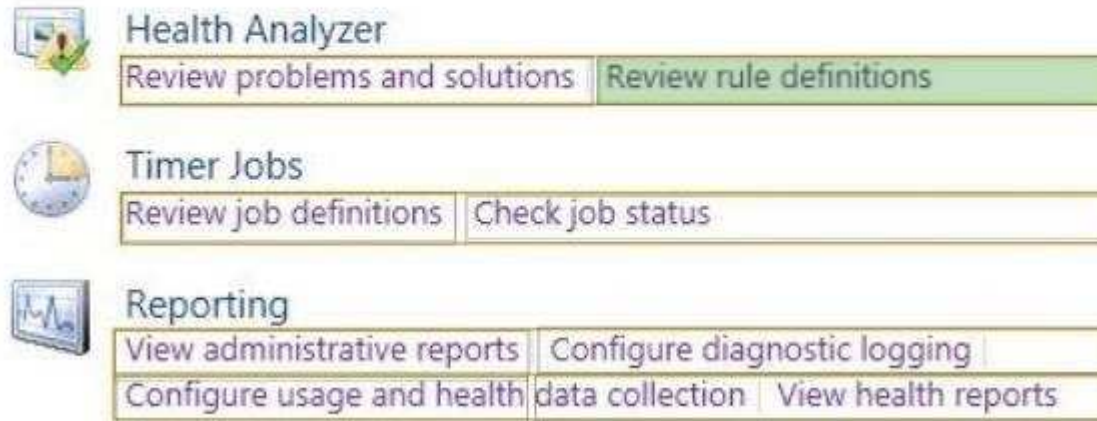 Health Analyzer
Review problems and solutions Review rule definitions
Timer Jobs
Review job definitions Check job status
Reporting
View administrative reports Configure diagnostic logging
Configure usage and health data collection View health reports